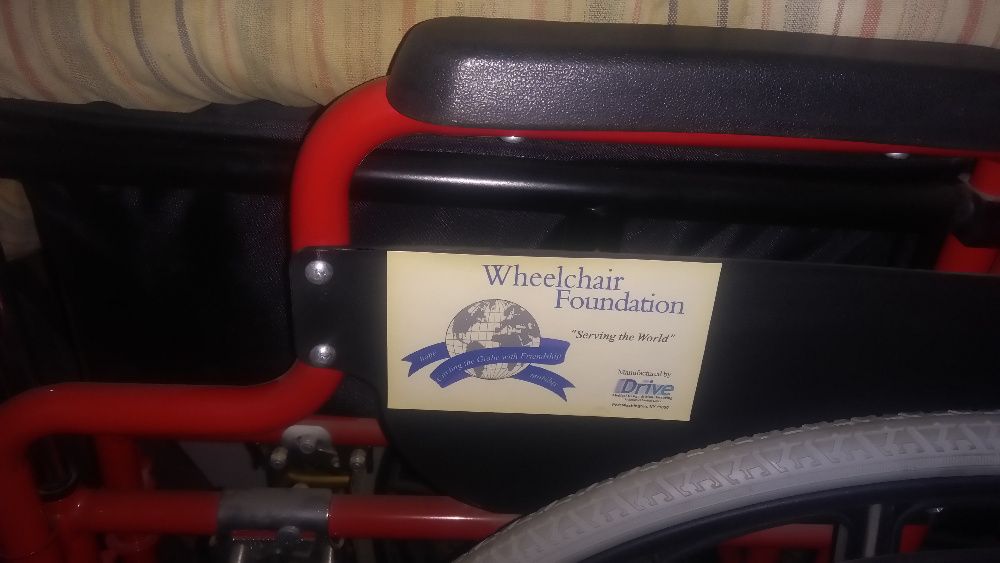 Wheelchair
Foundation
"Serving the World"
Circling the Globe with Friendship
Manufactured by
Drive